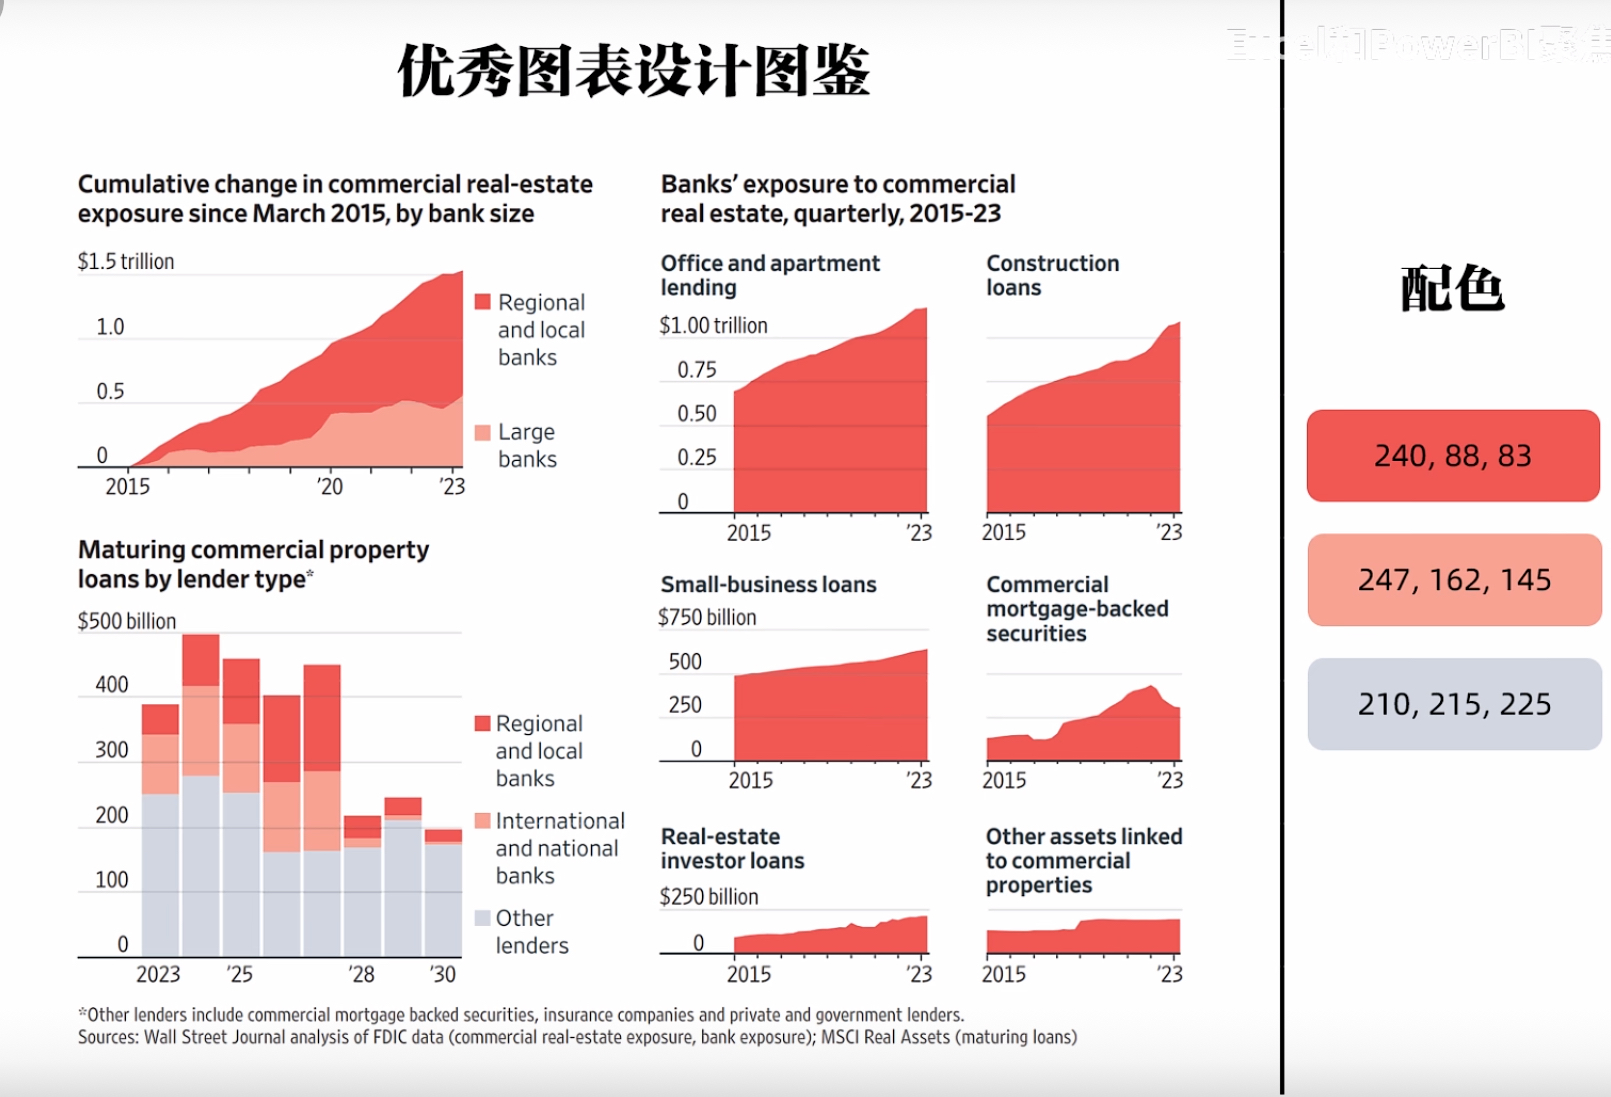 优秀图表设计图鉴
Cumulative change in commercial real-estate
exposure since March 2015, by bank size
$1.5 trillion
1.0
0.5
0
2015
’20
’23
Regional
and local
banks
Large
banks
Maturing commercial property
loans by lender type*
$500 billion
400
300
200
100
0
2023
’25
’28
’30
Regional
and local
banks
International
and national
banks
Other
lenders
Banks’ exposure to commercial
real estate, quarterly, 2015-23
Office and apartment
lending
$1.00 trillion
0.75
0.50
0.25
0
2015
’23
Construction
loans
2015
’23
Small-business loans
$750 billion
500
250
0
2015
’23
Commercial
mortgage-backed
securities
2015
’23
Real-estate
investor loans
$250 billion
0
2015
’23
Other assets linked
to commercial
properties
2015
’23
*Other lenders include commercial mortgage backed securities, insurance companies and private and government lenders.
Sources: Wall Street Journal analysis of FDIC data (commercial real-estate exposure, bank exposure); MSCI Real Assets (maturing loans)
Excel和PowerBI聚焦
配色
240, 88, 83
247, 162, 145
210, 215, 225